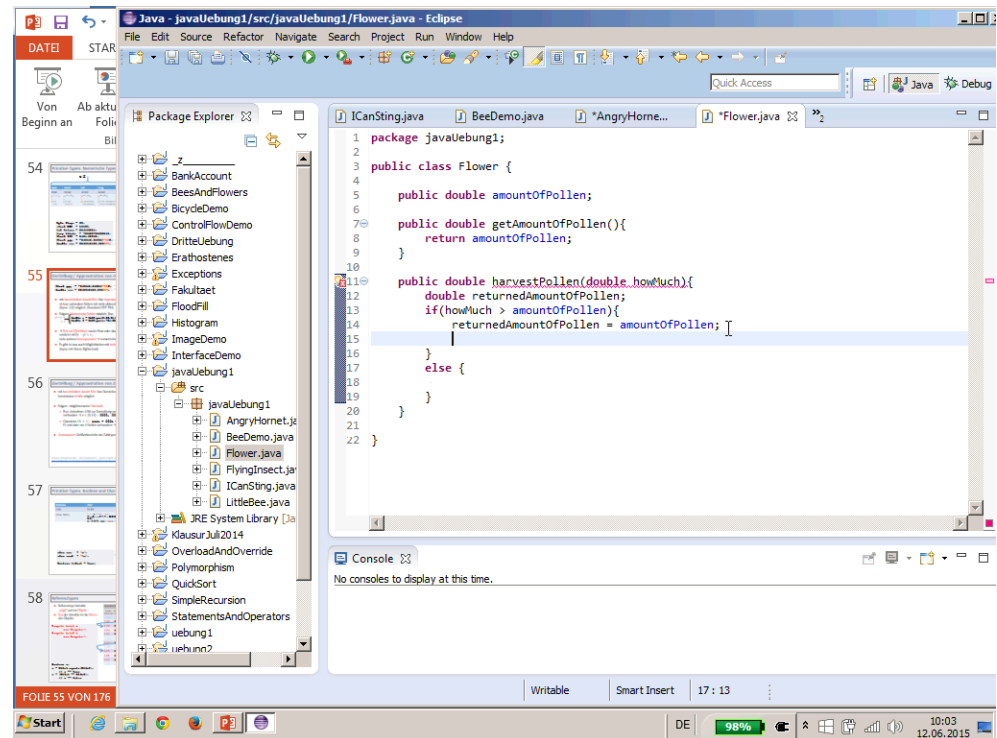 Java - javaUebung1/src/javaUebung1/Flower.java - Eclipse
File Edit Source Refactor Navigate Search Project Run Window Help
DATEI STAR
Von Beginn an
Ab aktu Folie
Bil
Quick Access
Java
Debug
Package Explorer
ICanSting.java
BeeDemo.java
*AngryHorne...
*Flower.java
»2
_z_________
BankAccount
BeesAndFlowers
BicycleDemo
ControlFlowDemo
DritteUebung
Erathostenes
Exceptions
Fakultaet
FloodFill
Histogram
ImageDemo
InterfaceDemo
javaUebung1
src
javaUebung1
AngryHornet.ja
BeeDemo.java
Flower.java
FlyingInsect.ja
ICanSting.java
LittleBee.java
JRE System Library [Ja
KlausurJuli2014
OverloadAndOverride
Polymorphism
QuickSort
SimpleRecursion
StatementsAndOperators
uebung1
uebung2
1 package javaUebung1;
2
3 public class Flower {
4
5 public double amountOfPollen;
6
7 public double getAmountOfPollen(){
8 return amountOfPollen;
9 }
10
11 public double harvestPollen(double howMuch){
12 double returnedAmountOfPollen;
13 if(howMuch > amountOfPollen){
14 returnedAmountOfPollen = amountOfPollen;
15
16 }
17 else {
18
19 }
20 }
21
22 }
Console
No consoles to display at this time.
54
55
56
57
58
Writable
Smart Insert
17 : 13
FOLIE 55 VON 176
Start
DE
98%
10:03
12.06.2015